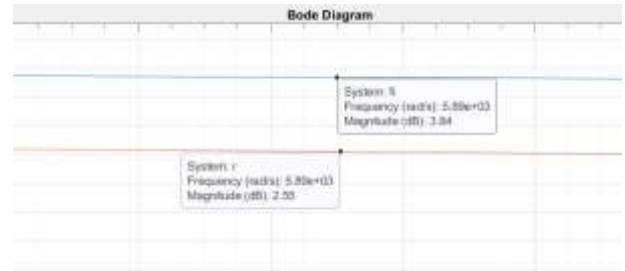 Bode Diagram
System: fi
Frequency (rad/s): 5.89e+03
Magnitude (dB): 3.84
System: r
Frequency (rad/s): 5.89e+03
Magnitude (dB): 2.55